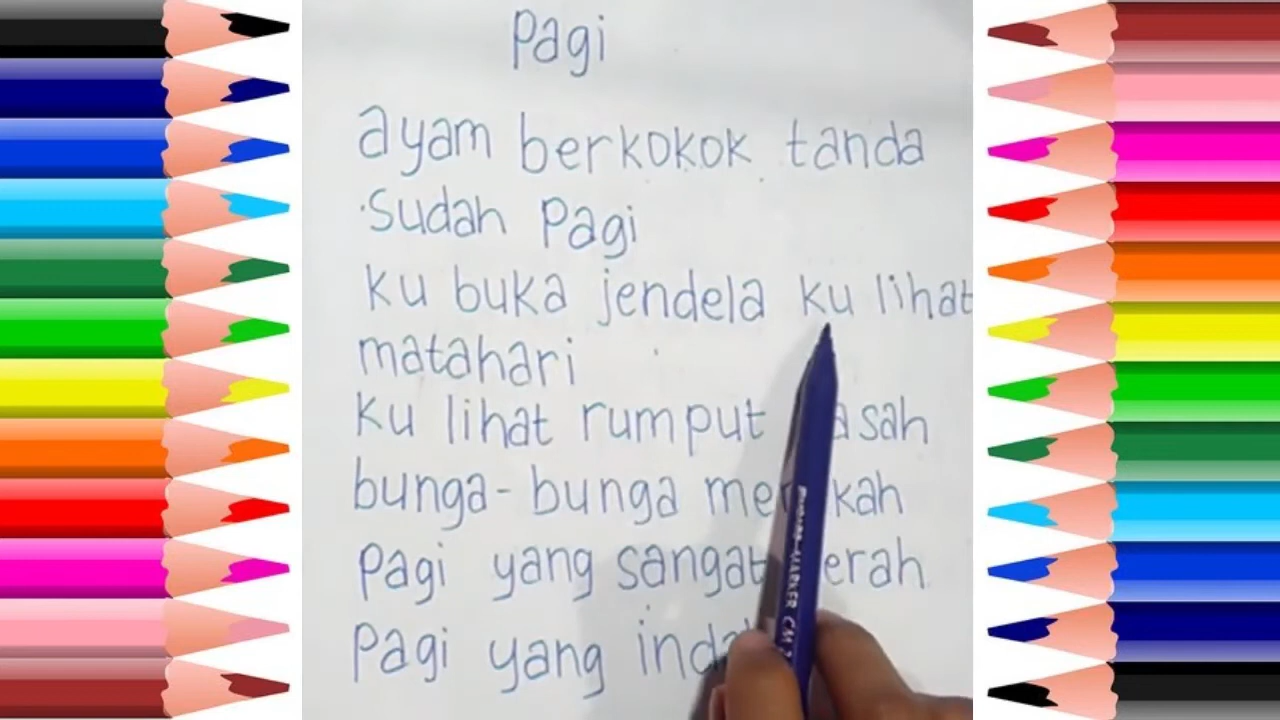 Pagi
ayam berkokok tanda
sudah Pagi
Ku buka jendela ku lihat
matahari
Ku lihat rumput
bunga-bunga
Pagi yang sangat
Pagi yang
MARKER